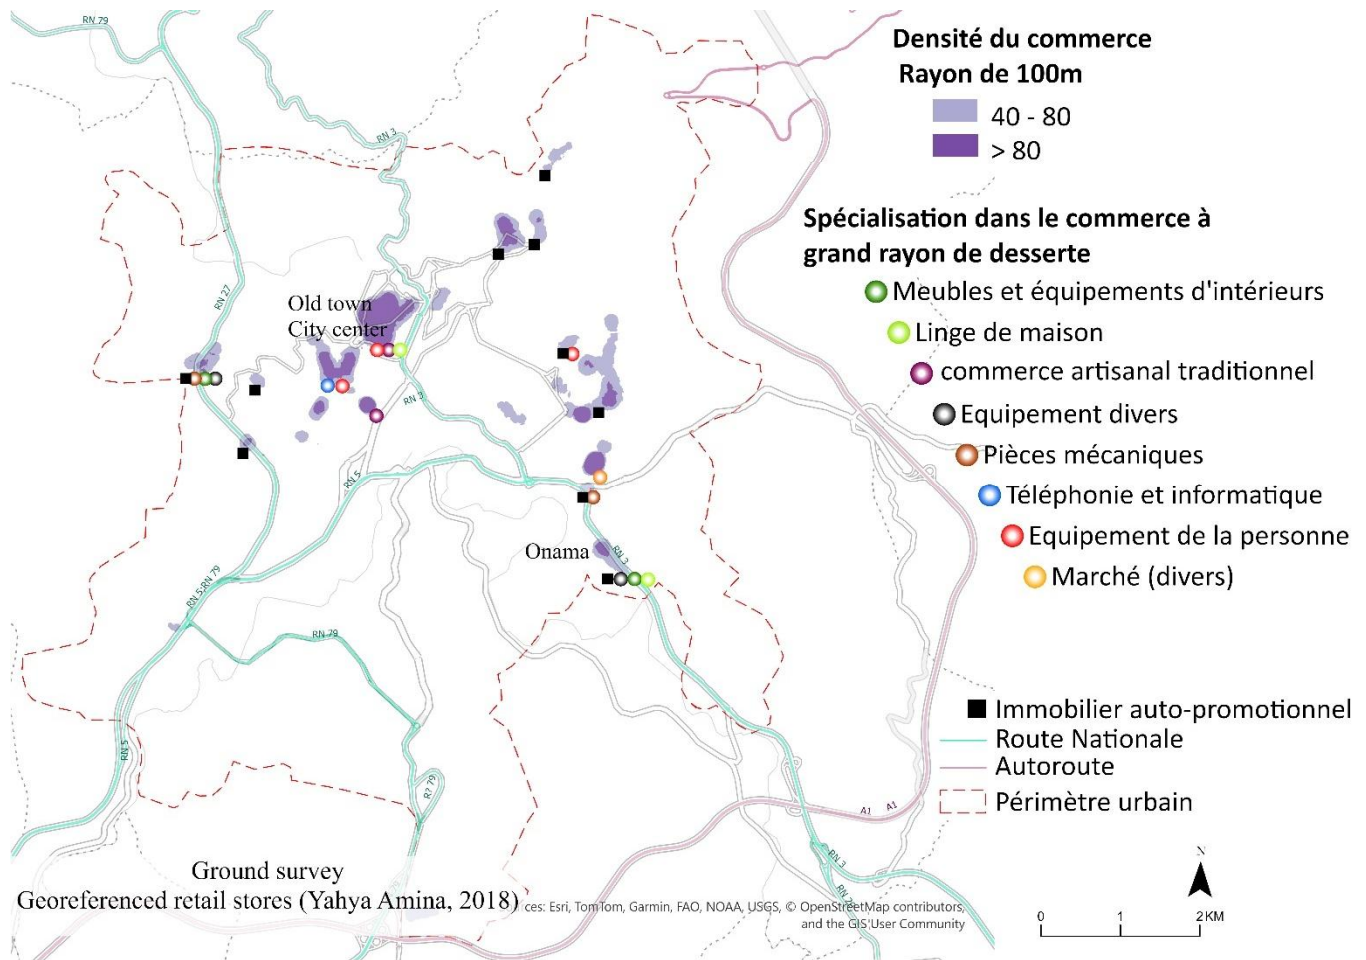 RN 79
RN 3
RN 27
Old town
City center
RN 3
RN 5
Onama
RN 3
RN 5;RN 79
RN 79
RN 5
R? 79
A1
A1
RN 3
Ground survey
Georeferenced retail stores (Yahya Amina, 2018)
ces: Esri, TomTom, Garmin, FAO, NOAA, USGS, © OpenStreetMap contributors,
and the GIS User Community
Densité du commerce
Rayon de 100m
40 - 80
> 80
Spécialisation dans le commerce à
grand rayon de desserte
Meubles et équipements d'intérieurs
Linge de maison
commerce artisanal traditionnel
Equipement divers
Pièces mécaniques
Téléphonie et informatique
Equipement de la personne
Marché (divers)
Immobilier auto-promotionnel
Route Nationale
Autoroute
Périmètre urbain
N
0 1 2 KM